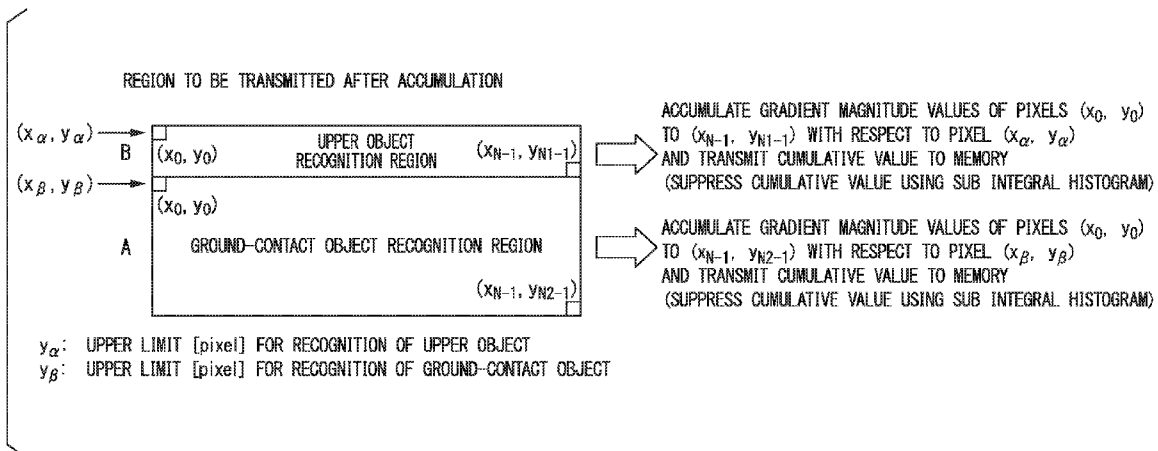 REGION TO BE TRANSMITTED AFTER ACCUMULATION
(xα, yα)
B
(x0, y0)
UPPER OBJECT
RECOGNITION REGION
(xN-1, yN1-1)
ACCUMULATE GRADIENT MAGNITUDE VALUES OF PIXELS (x0, y0)
TO (xN-1, yN1-1) WITH RESPECT TO PIXEL (xα, yα)
AND TRANSMIT CUMULATIVE VALUE TO MEMORY
(SUPPRESS CUMULATIVE VALUE USING SUB INTEGRAL HISTOGRAM)
(xβ, yβ)
(x0, y0)
A
GROUND-CONTACT OBJECT RECOGNITION REGION
(xN-1, yN2-1)
ACCUMULATE GRADIENT MAGNITUDE VALUES OF PIXELS (x0, y0)
TO (xN-1, yN2-1) WITH RESPECT TO PIXEL (xβ, yβ)
AND TRANSMIT CUMULATIVE VALUE TO MEMORY
(SUPPRESS CUMULATIVE VALUE USING SUB INTEGRAL HISTOGRAM)
yα: UPPER LIMIT [pixel] FOR RECOGNITION OF UPPER OBJECT
yβ: UPPER LIMIT [pixel] FOR RECOGNITION OF GROUND-CONTACT OBJECT